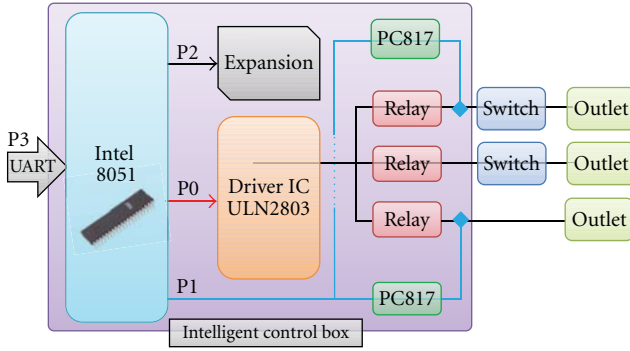 PC817
P2
Expansion
Relay
Switch
Outlet
P3
UART
Intel
8051
P0
Driver IC
ULN2803
Relay
Switch
Outlet
Relay
Outlet
P1
PC817
Intelligent control box